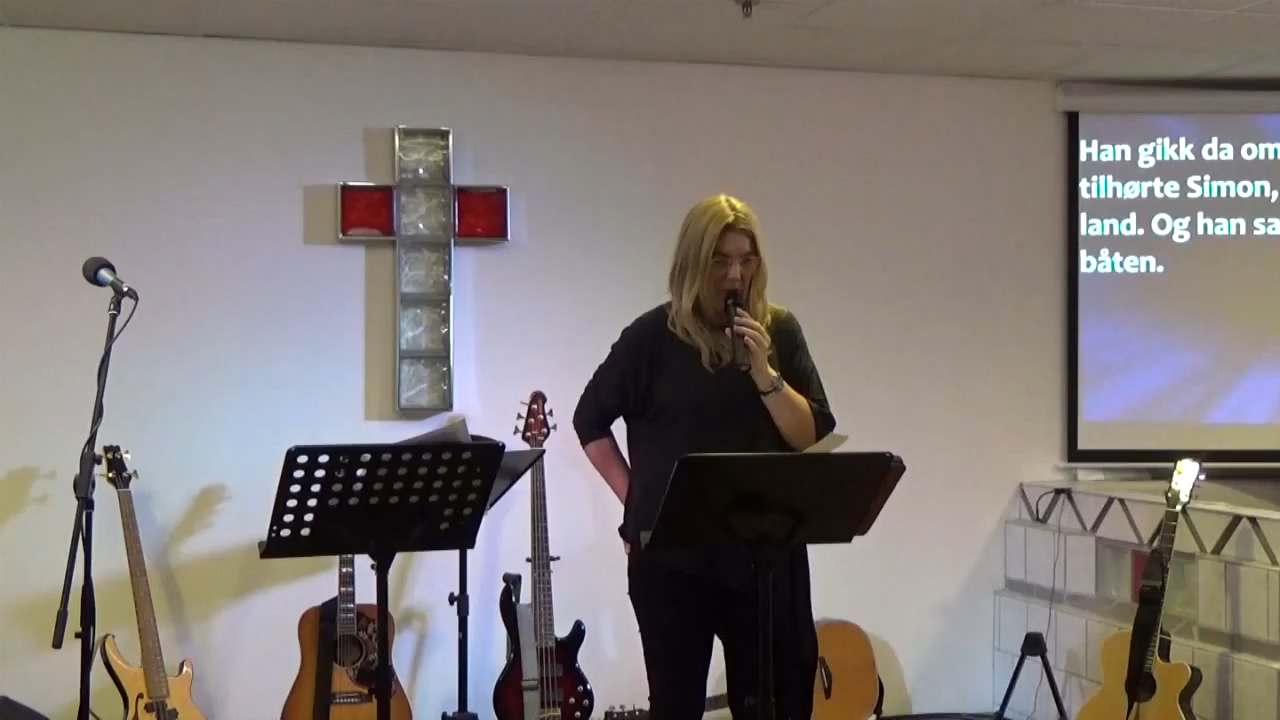 Han gikk da om
tilhørte Simon,
land. Og han sa
båten.